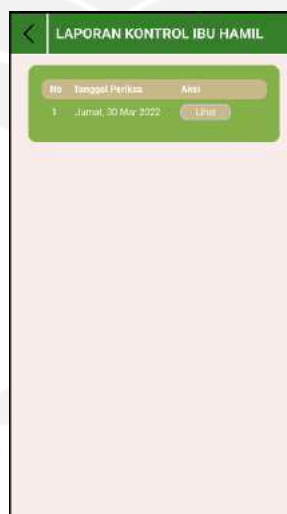 LAPORAN KONTROL IBU HAMIL
No Tanggal Periksa Aksi
1 Jumat, 30 Mar 2022 Lihat